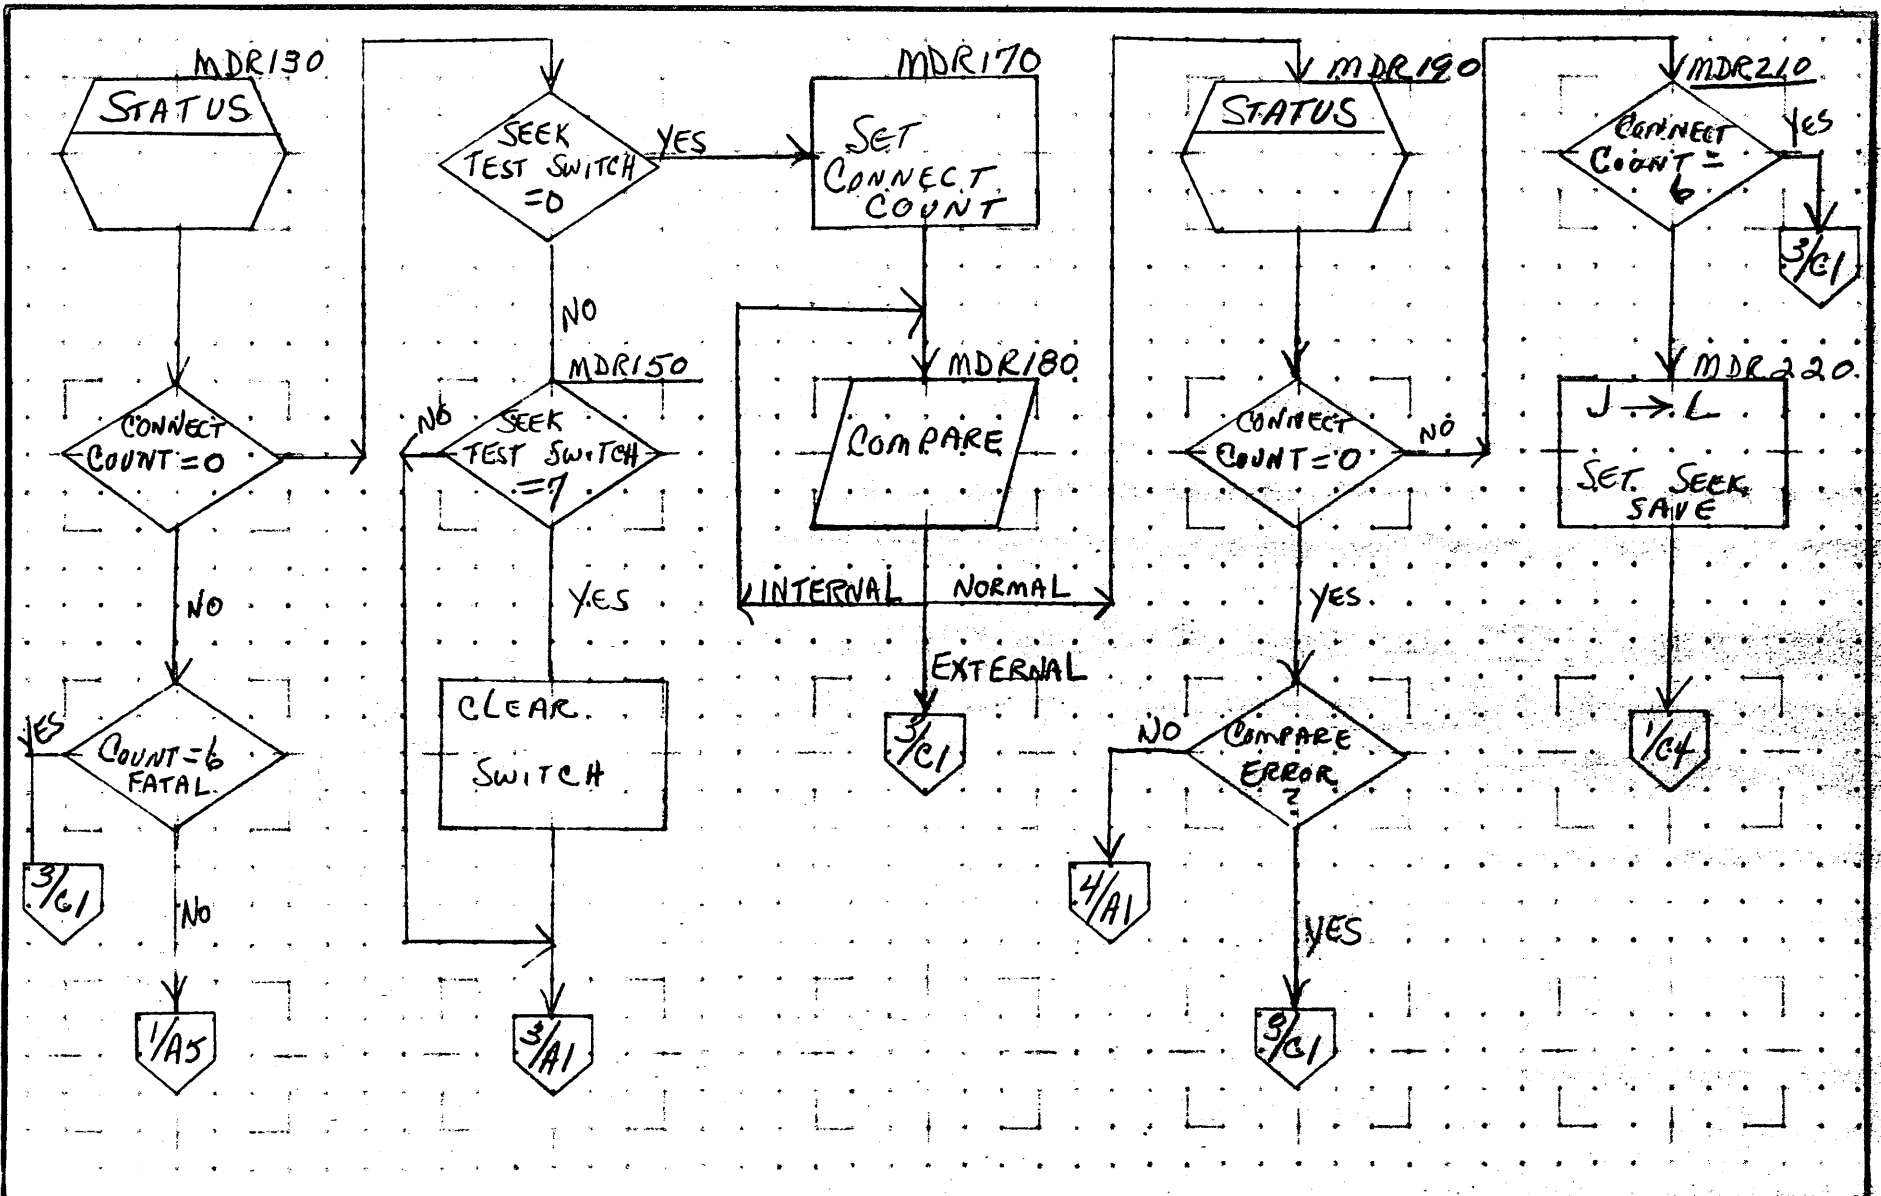 MDR130
STATUS
CONNECT
COUNT=0
NO
YES
COUNT=6
FATAL
3/C1
NO
1/A5
SEEK
TEST SWITCH
=0
YES
NO
MDR150
NO
SEEK
TEST SWITCH
=7
YES
CLEAR
SWITCH
3/A1
MDR170
SET
CONNECT
COUNT
MDR180
COMPARE
INTERNAL
NORMAL
EXTERNAL
3/C1
MDR190
STATUS
CONNECT
COUNT=0
NO
YES
COMPARE
ERROR
?
NO
4/A1
YES
3/C1
MDR210
CONNECT
COUNT =
6
YES
3/C1
MDR220
J → L
SET SEEK
SAVE
1/C4